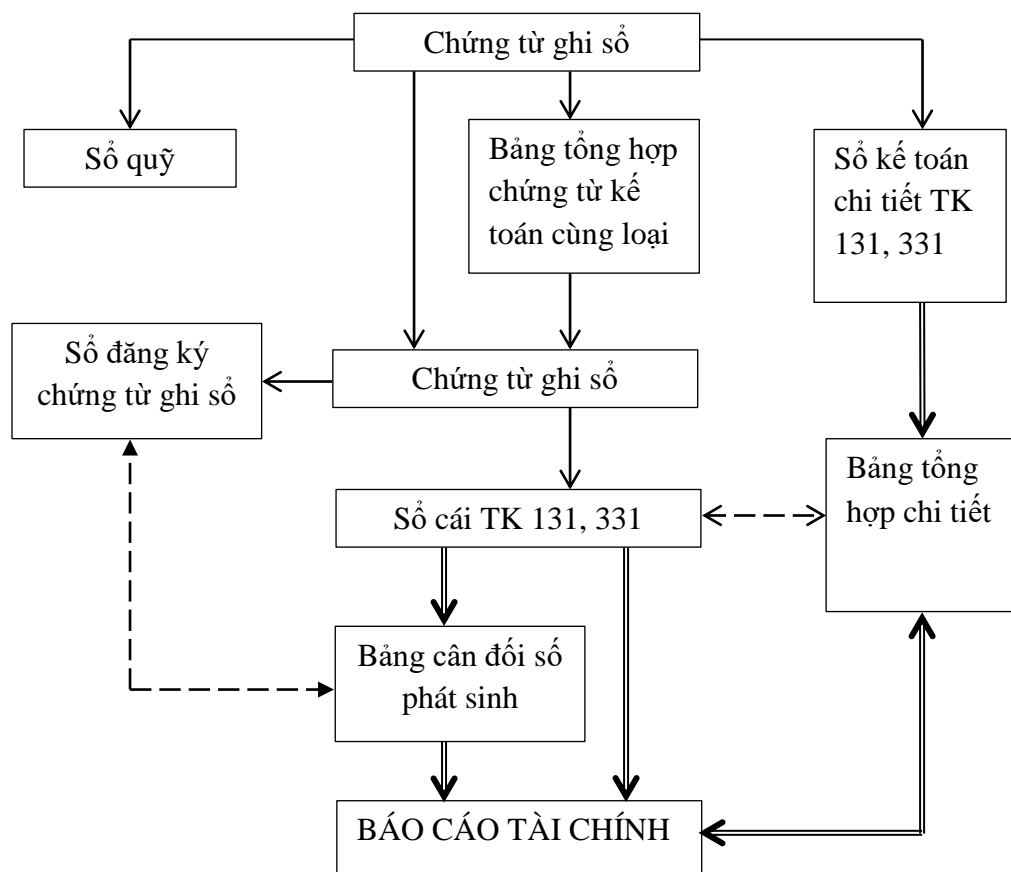 Chứng từ ghi sổ
Sổ quỹ
Bảng tổng hợp
chứng từ kế
toán cùng loại
Sổ kế toán
chi tiết TK
131, 331
Sổ đăng ký
chứng từ ghi sổ
Chứng từ ghi sổ
Bảng tổng
hợp chi tiết
Sổ cái TK 131, 331
Bảng cân đối số
phát sinh
BÁO CÁO TÀI CHÍNH